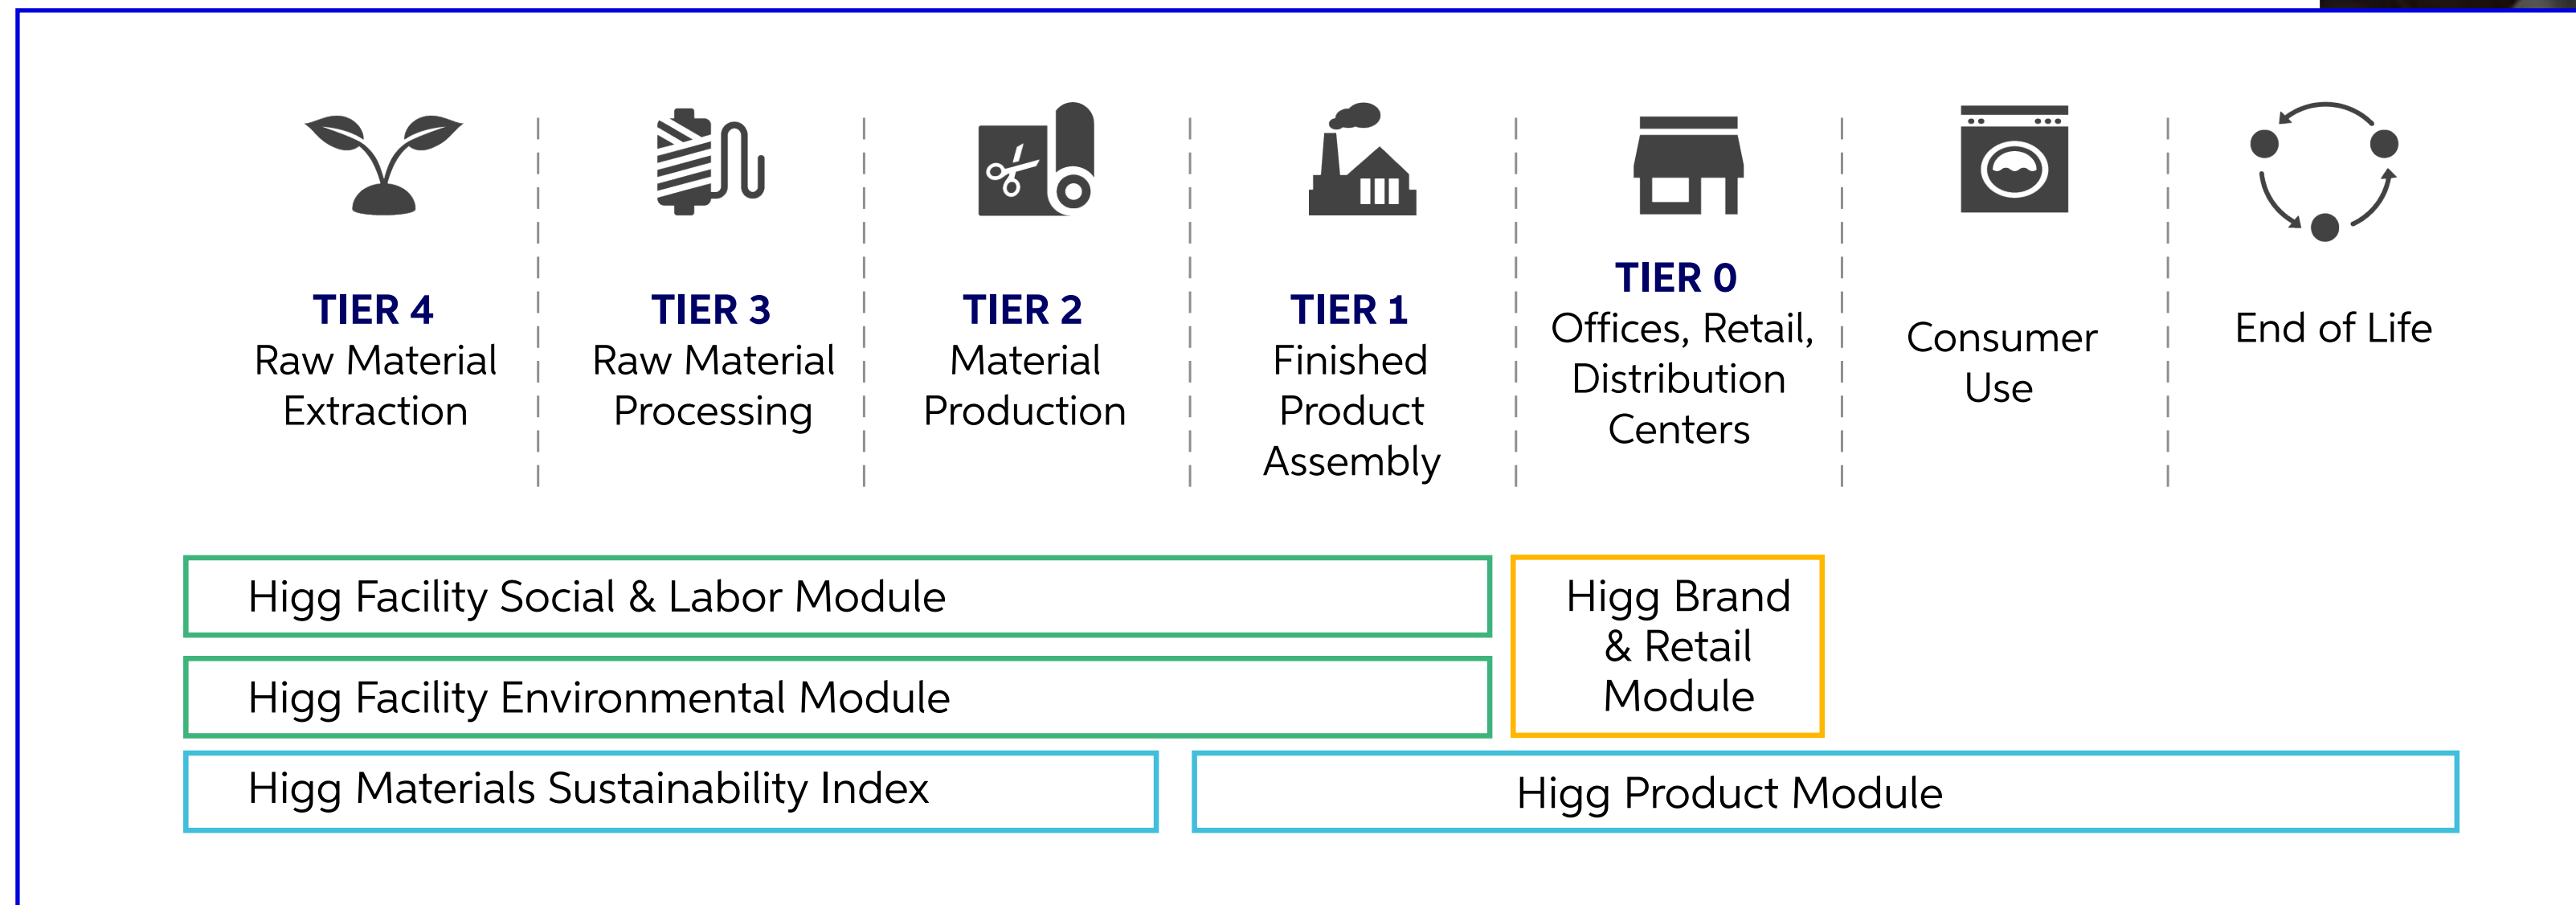 TIER 4
Raw Material
Extraction
TIER 3
Raw Material
Processing
TIER 2
Material
Production
TIER 1
Finished
Product
Assembly
TIER 0
Offices, Retail,
Distribution
Centers
Consumer
Use
End of Life
Higg Facility Social & Labor Module
Higg Facility Environmental Module
Higg Brand
& Retail
Module
Higg Materials Sustainability Index
Higg Product Module